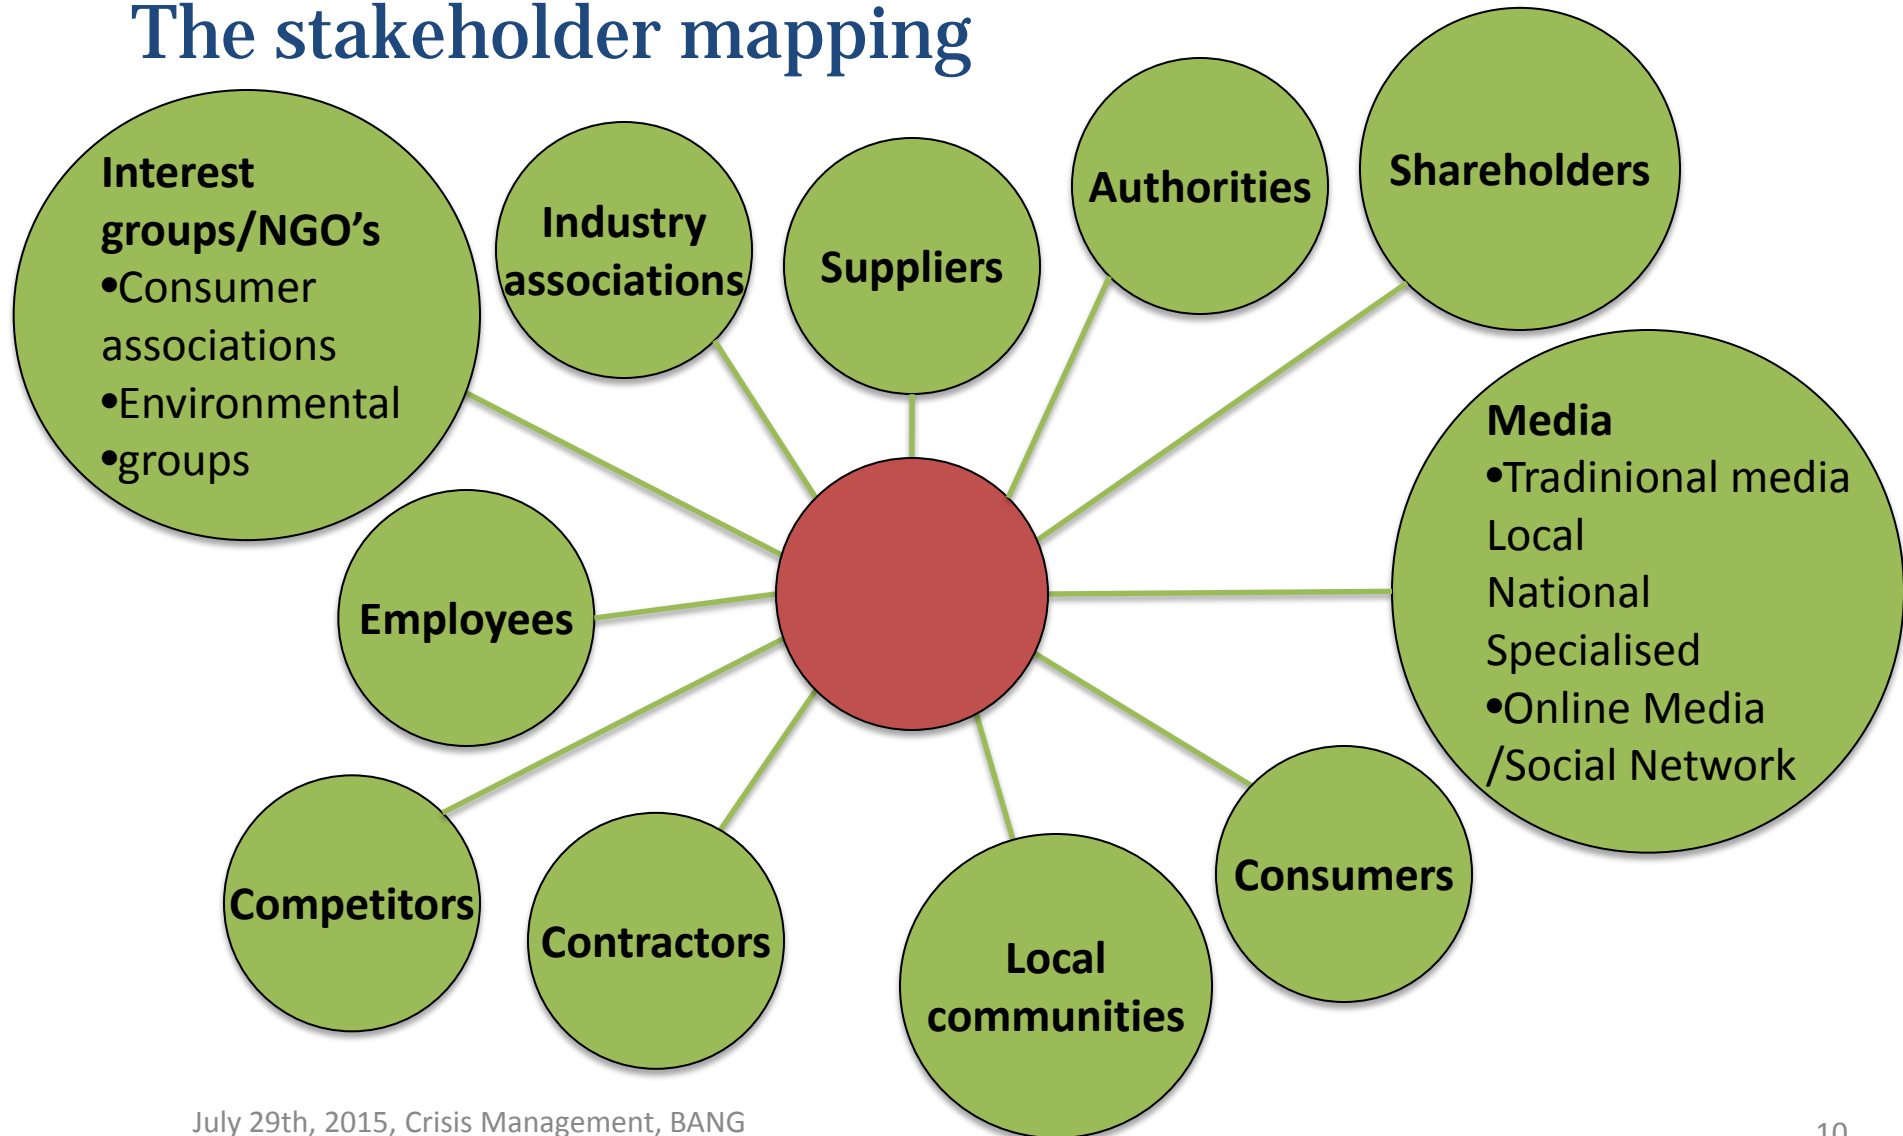 The stakeholder mapping
Interest
groups/NGO’s
•Consumer
associations
•Environmental
•groups
Industry
associations
Suppliers
Authorities
Shareholders
Media
•Tradinional media
Local
National
Specialised
•Online Media
/Social Network
Employees
Competitors
Contractors
Local
communities
Consumers
July 29th, 2015, Crisis Management, BANG
10